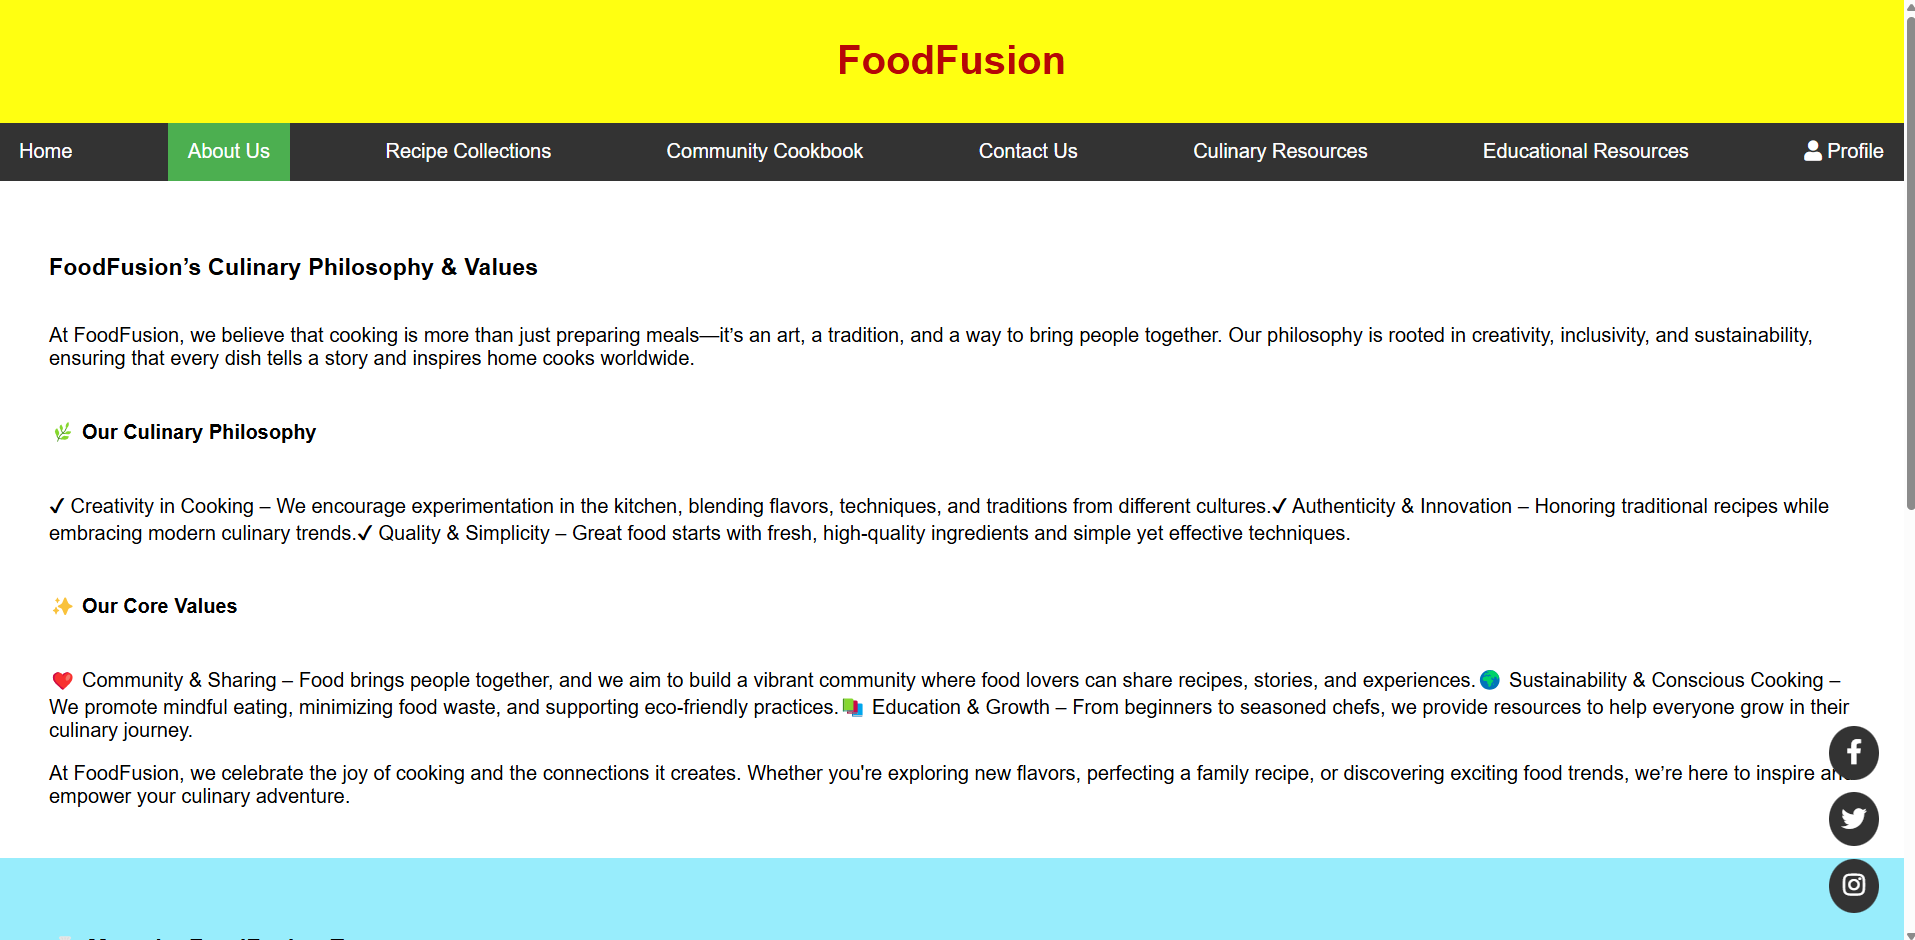 FoodFusion
Home About Us Recipe Collections Community Cookbook Contact Us Culinary Resources Educational Resources Profile
FoodFusion’s Culinary Philosophy & Values
At FoodFusion, we believe that cooking is more than just preparing meals—it’s an art, a tradition, and a way to bring people together. Our philosophy is rooted in creativity, inclusivity, and sustainability,
ensuring that every dish tells a story and inspires home cooks worldwide.
🌿 Our Culinary Philosophy
✔ Creativity in Cooking – We encourage experimentation in the kitchen, blending flavors, techniques, and traditions from different cultures.✔ Authenticity & Innovation – Honoring traditional recipes while
embracing modern culinary trends.✔ Quality & Simplicity – Great food starts with fresh, high-quality ingredients and simple yet effective techniques.
✨ Our Core Values
❤️ Community & Sharing – Food brings people together, and we aim to build a vibrant community where food lovers can share recipes, stories, and experiences.🌍 Sustainability & Conscious Cooking –
We promote mindful eating, minimizing food waste, and supporting eco-friendly practices.📚 Education & Growth – From beginners to seasoned chefs, we provide resources to help everyone grow in their
culinary journey.
At FoodFusion, we celebrate the joy of cooking and the connections it creates. Whether you're exploring new flavors, perfecting a family recipe, or discovering exciting food trends, we’re here to inspire and
empower your culinary adventure.